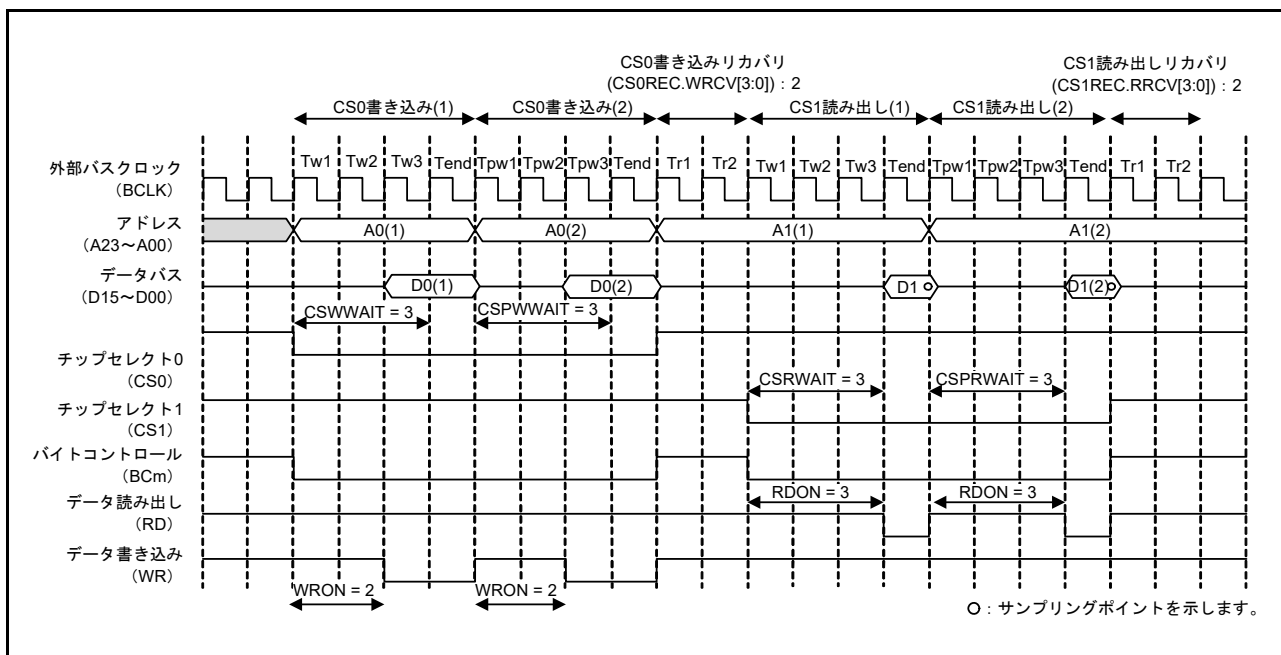 CS0書き込みリカバリ
(CS0REC.WRCV[3:0]) : 2
CS1読み出しリカバリ
(CS1REC.RRCV[3:0]) : 2
CS0書き込み(1)
CS0書き込み(2)
CS1読み出し(1)
CS1読み出し(2)
外部バスクロック
(BCLK)
Tw1 Tw2 Tw3 Tend Tpw1 Tpw2 Tpw3 Tend Tr1 Tr2 Tw1 Tw2 Tw3 Tend Tpw1 Tpw2 Tpw3 Tend Tr1 Tr2
アドレス
(A23～A00)
A0(1) A0(2) A1(1) A1(2)
データバス
(D15～D00)
D0(1) D0(2) D1 D1(2)
CSWWAIT = 3 CSPWWAIT = 3
チップセレクト0
(CS0)
CSRWAIT = 3 CSPRWAIT = 3
チップセレクト1
(CS1)
バイトコントロール
(BCm)
データ読み出し
(RD)
RDON = 3 RDON = 3
データ書き込み
(WR)
WRON = 2 WRON = 2
O : サンプリングポイントを示します。